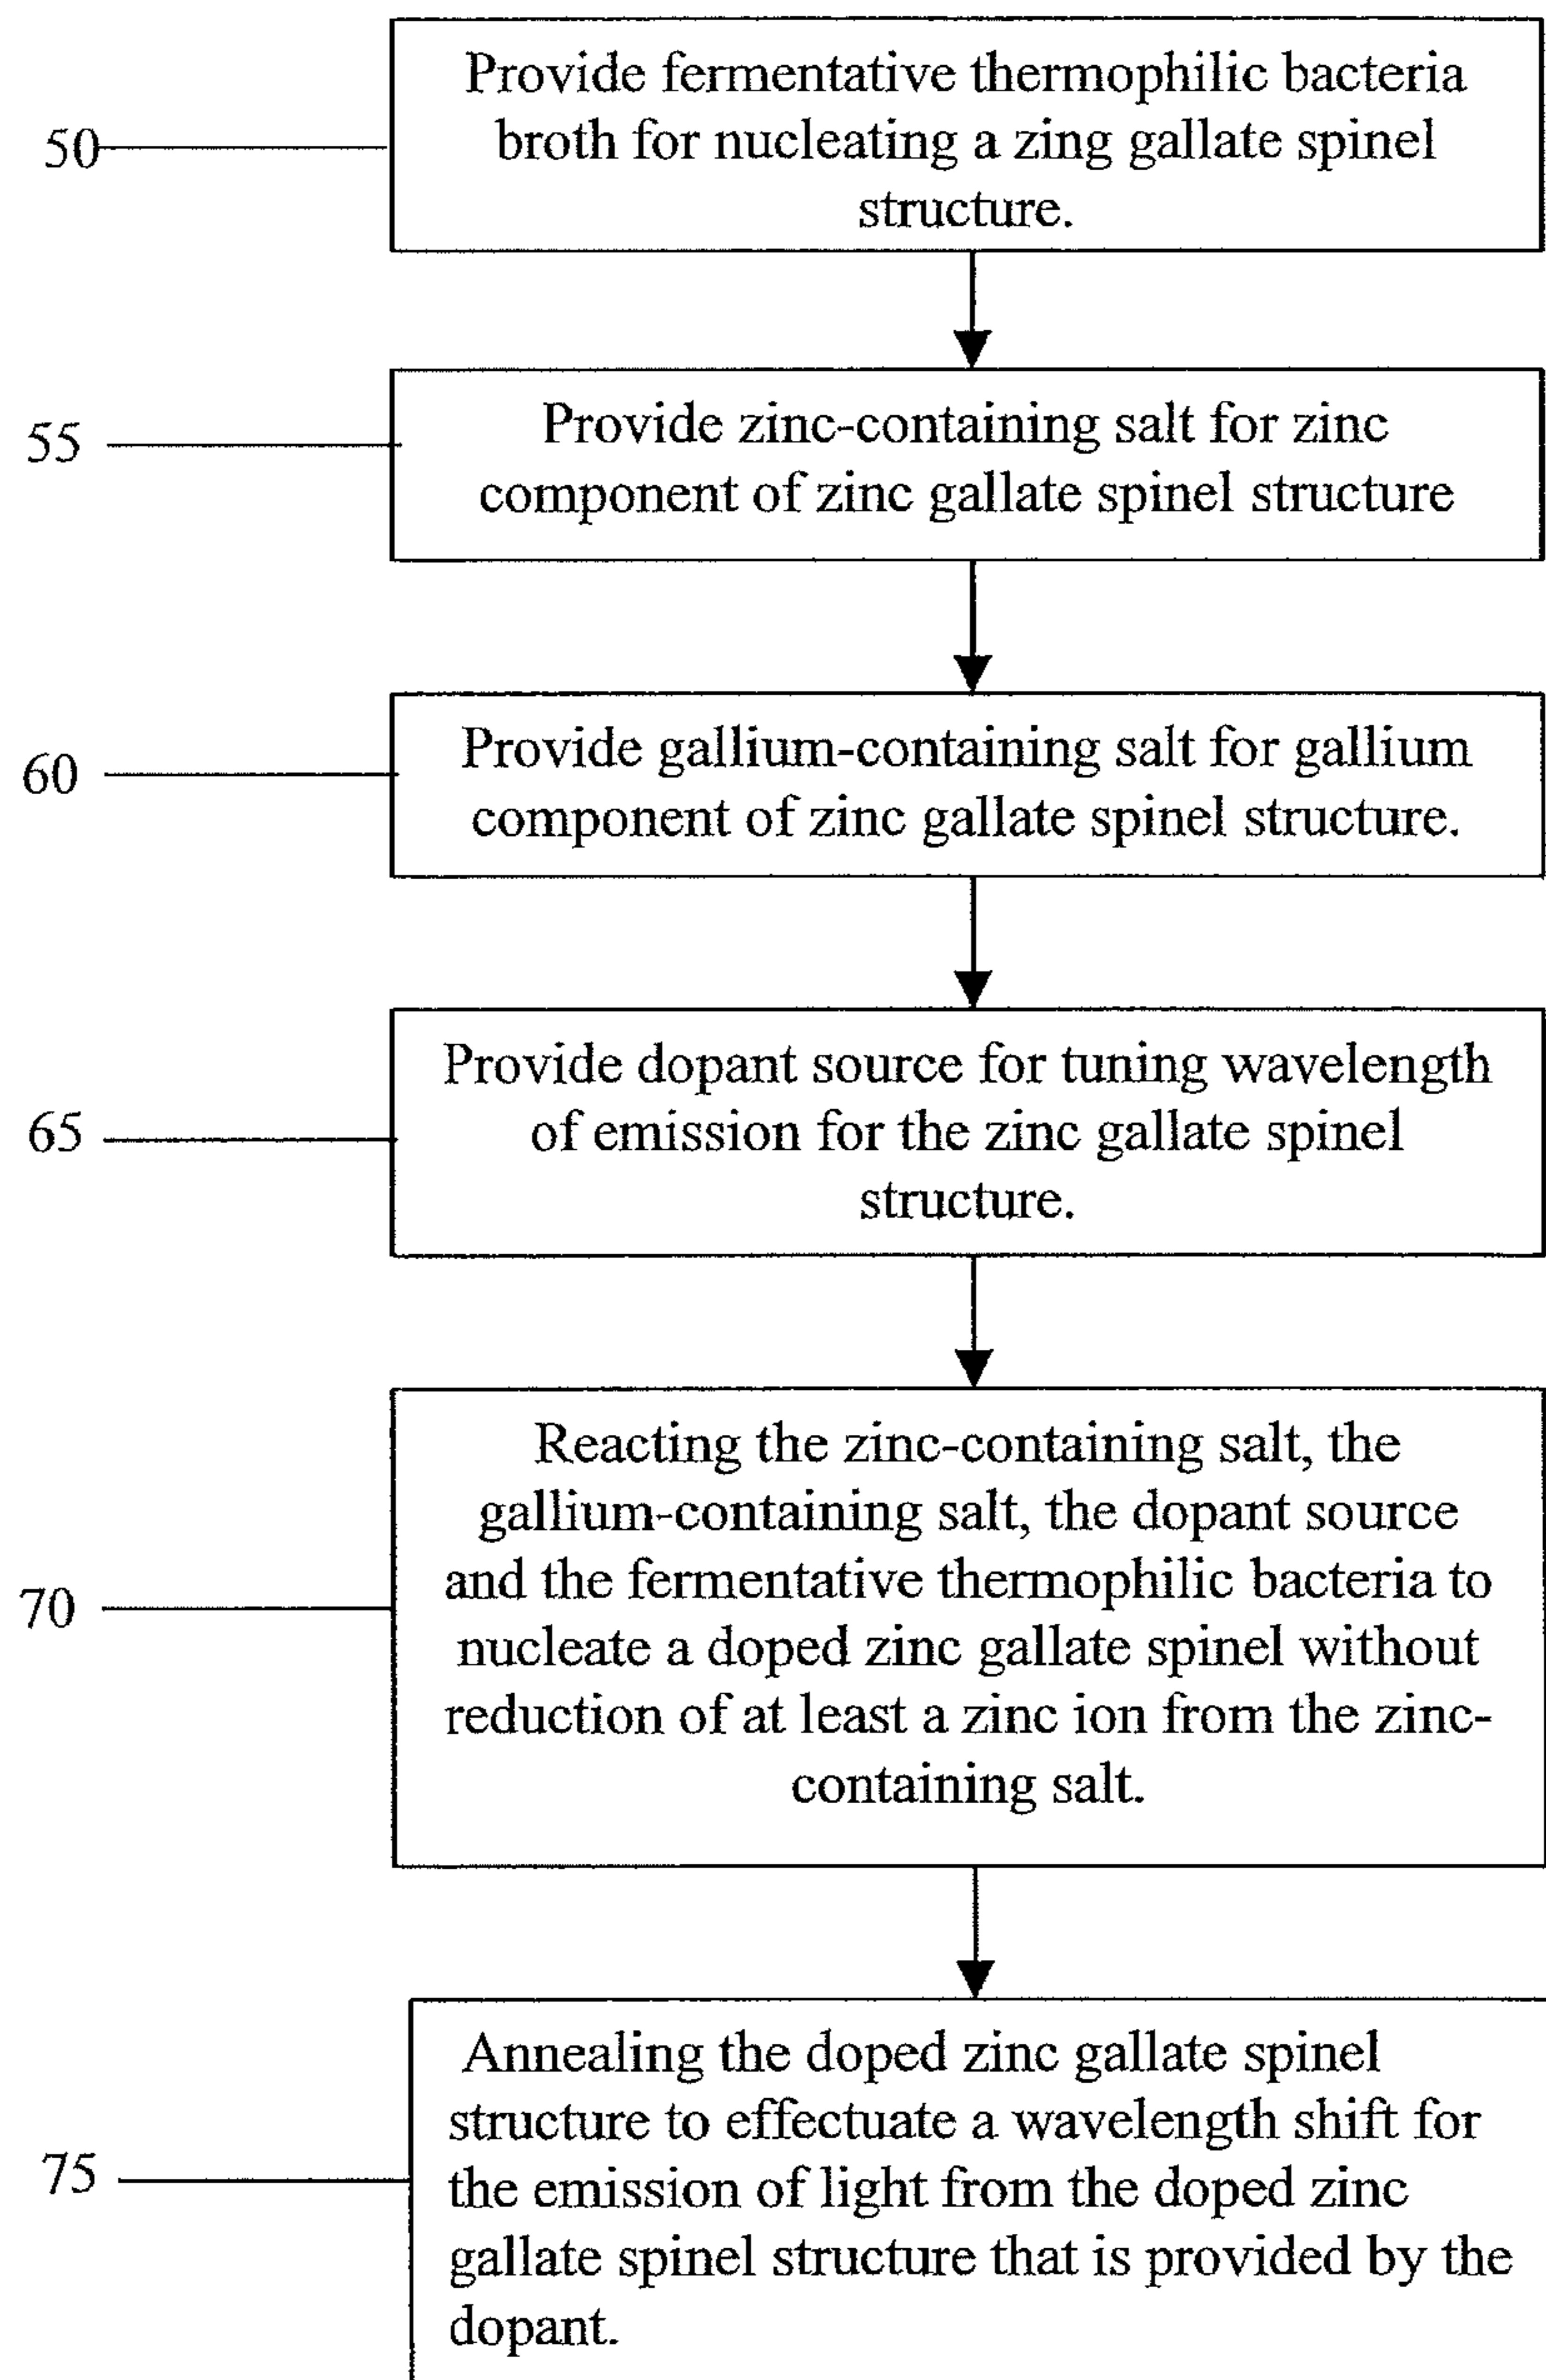 Provide fermentative thermophilic bacteria
50
broth for nucleating a zing gallate spinel
structure.
55
Provide zinc-containing salt for zinc
component of zinc gallate spinel structure
60
Provide gallium-containing salt for gallium
component of zinc gallate spinel structure.
65
Provide dopant source for tuning wavelength
of emission for the zinc gallate spinel
structure.
70
Reacting the zinc-containing salt, the
gallium-containing salt, the dopant source
and the fermentative thermophilic bacteria to
nucleate a doped zinc gallate spinel without
reduction of at least a zinc ion from the zinc-
containing salt.
75
Annealing the doped zinc gallate spinel
structure to effectuate a wavelength shift for
the emission of light from the doped zinc
gallate spinel structure that is provided by the
dopant.